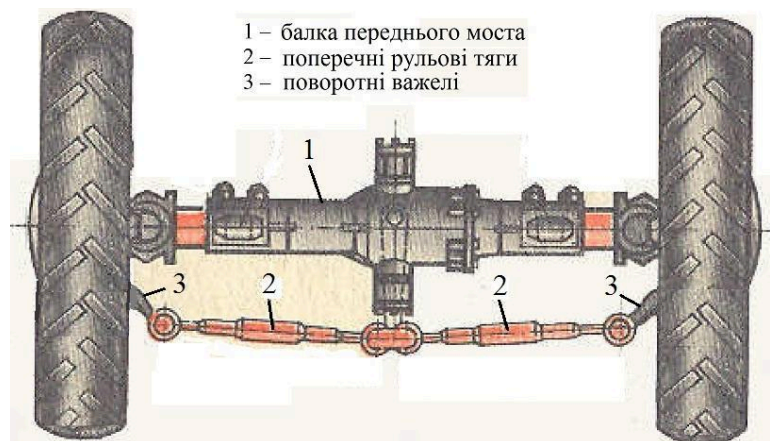 1 – балка переднього моста
2 – поперечні рульові тяги
3 – поворотні важелі
1
3
2
2
3